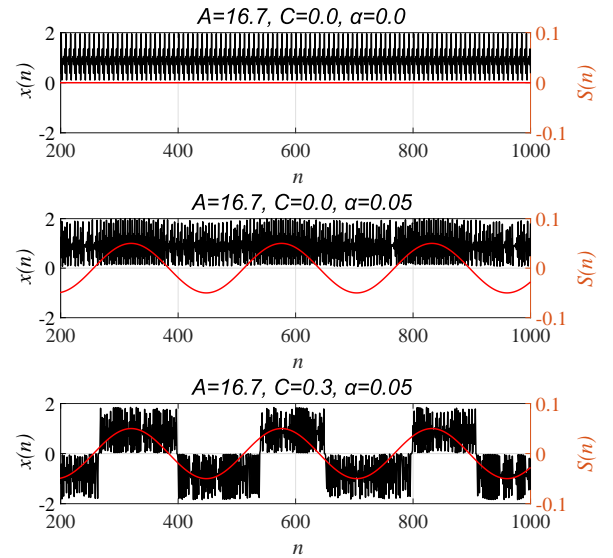 A=16.7, C=0.0, α=0.0
2 0.1
x(n) 0 0 S(n)
-2 -0.1
200 400 600 800 1000
n
A=16.7, C=0.0, α=0.05
2 0.1
x(n) 0 0 S(n)
-2 -0.1
200 400 600 800 1000
n
A=16.7, C=0.3, α=0.05
2 0.1
x(n) 0 0 S(n)
-2 -0.1
200 400 600 800 1000
n